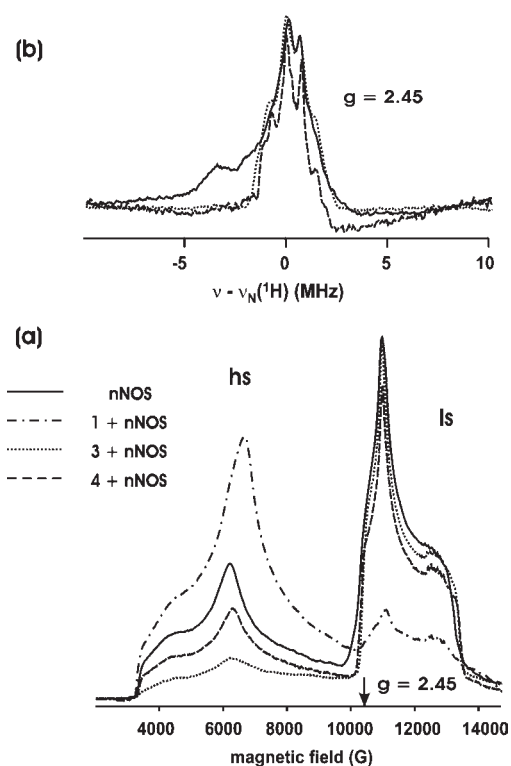 (b)
g = 2.45
-5 0 5 10
ν - νN(¹H) (MHz)
(a)
hs
ls
nNOS
1 + nNOS
3 + nNOS
4 + nNOS
g = 2.45
4000 6000 8000 10000 12000 14000
magnetic field (G)